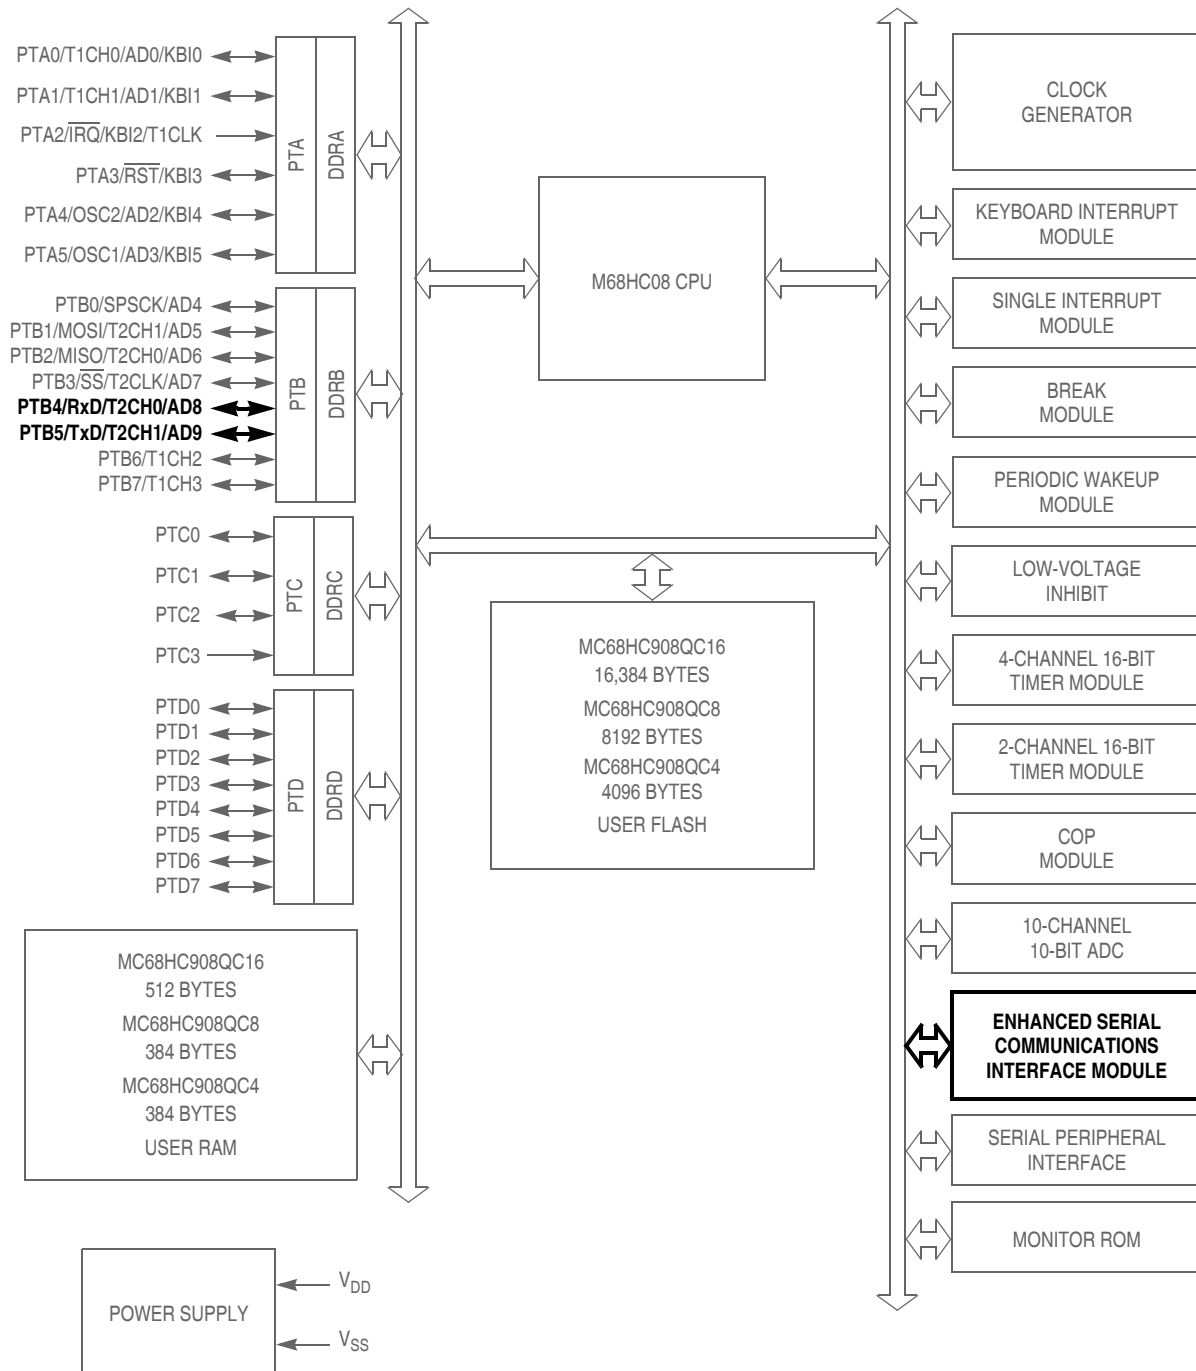 PTA0/T1CH0/AD0/KBI0
PTA1/T1CH1/AD1/KBI1
PTA2/IRQ/KBI2/T1CLK
PTA3/RST/KBI3
PTA4/OSC2/AD2/KBI4
PTA5/OSC1/AD3/KBI5
PTA
DDRA
PTB0/SPSCK/AD4
PTB1/MOSI/T2CH1/AD5
PTB2/MISO/T2CH0/AD6
PTB3/SS/T2CLK/AD7
PTB4/RxD/T2CH0/AD8
PTB5/TxD/T2CH1/AD9
PTB6/T1CH2
PTB7/T1CH3
PTB
DDRB
PTC0
PTC1
PTC2
PTC3
PTC
DDRC
PTD0
PTD1
PTD2
PTD3
PTD4
PTD5
PTD6
PTD7
PTD
DDRD
MC68HC908QC16
512 BYTES
MC68HC908QC8
384 BYTES
MC68HC908QC4
384 BYTES
USER RAM
POWER SUPPLY
VDD
VSS
M68HC08 CPU
MC68HC908QC16
16,384 BYTES
MC68HC908QC8
8192 BYTES
MC68HC908QC4
4096 BYTES
USER FLASH
CLOCK
GENERATOR
KEYBOARD INTERRUPT
MODULE
SINGLE INTERRUPT
MODULE
BREAK
MODULE
PERIODIC WAKEUP
MODULE
LOW-VOLTAGE
INHIBIT
4-CHANNEL 16-BIT
TIMER MODULE
2-CHANNEL 16-BIT
TIMER MODULE
COP
MODULE
10-CHANNEL
10-BIT ADC
ENHANCED SERIAL
COMMUNICATIONS
INTERFACE MODULE
SERIAL PERIPHERAL
INTERFACE
MONITOR ROM